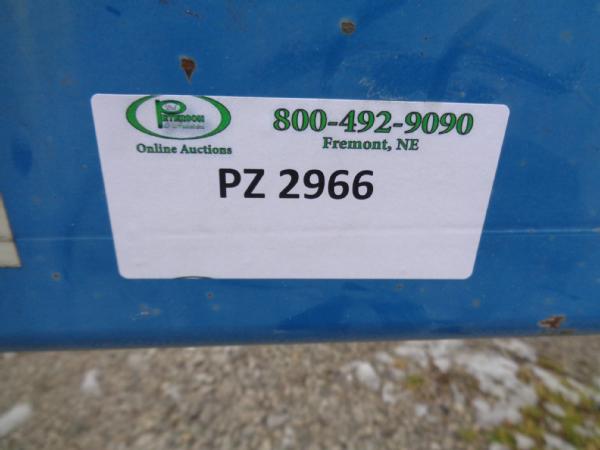 PETERSON
Online Auctions
800-492-9090
Fremont, NE
PZ 2966